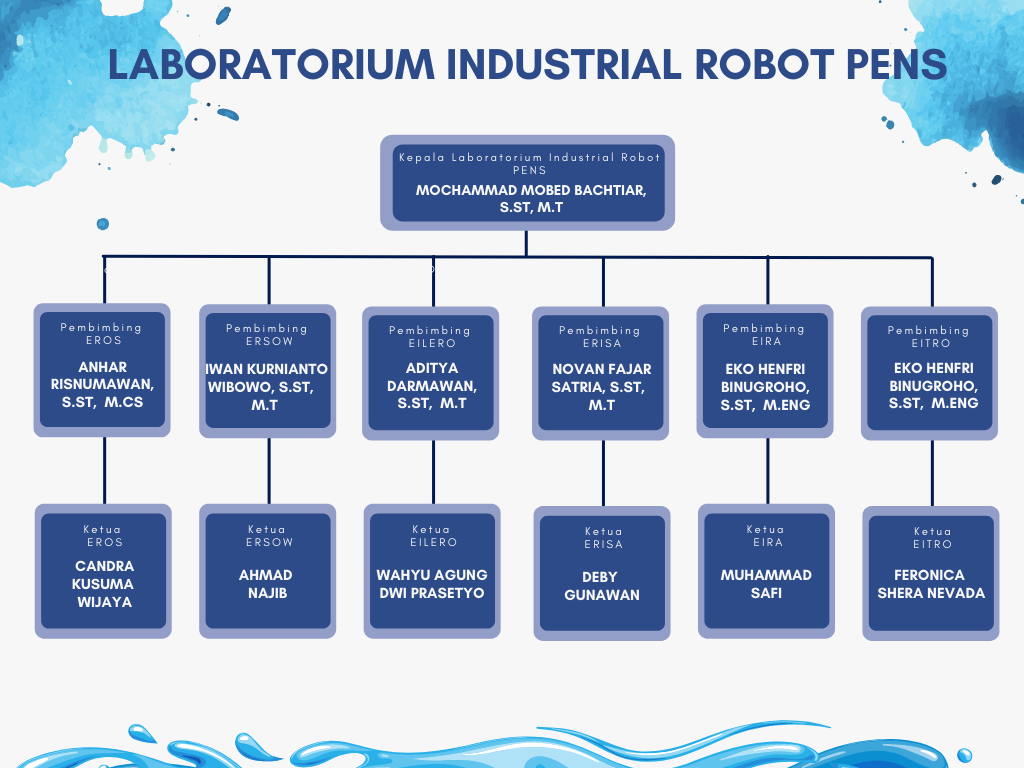 LABORATORIUM INDUSTRIAL ROBOT PENS
Kepala Laboratorium Industrial Robot
PENS
MOCHAMMAD MOBED BACHTIAR,
S.ST, M.T
Pembimbing
EROS
ANHAR
RISNUMAWAN,
S.ST, M.CS
Pembimbing
ERSOW
IWAN KURNIANTO
WIBOWO, S.ST,
M.T
Pembimbing
EILERO
ADITYA
DARMAWAN,
S.ST, M.T
Pembimbing
ERISA
NOVAN FAJAR
SATRIA, S.ST,
M.T
Pembimbing
EIRA
EKO HENFRI
BINUGROHO,
S.ST, M.ENG
Pembimbing
EITRO
EKO HENFRI
BINUGROHO,
S.ST, M.ENG
Ketua
EROS
CANDRA
KUSUMA
WIJAYA
Ketua
ERSOW
AHMAD
NAJIB
Ketua
EILERO
WAHYU AGUNG
DWI PRASETYO
Ketua
ERISA
DEBY
GUNAWAN
Ketua
EIRA
MUHAMMAD
SAFI
Ketua
EITRO
FERONICA
SHERA NEVADA